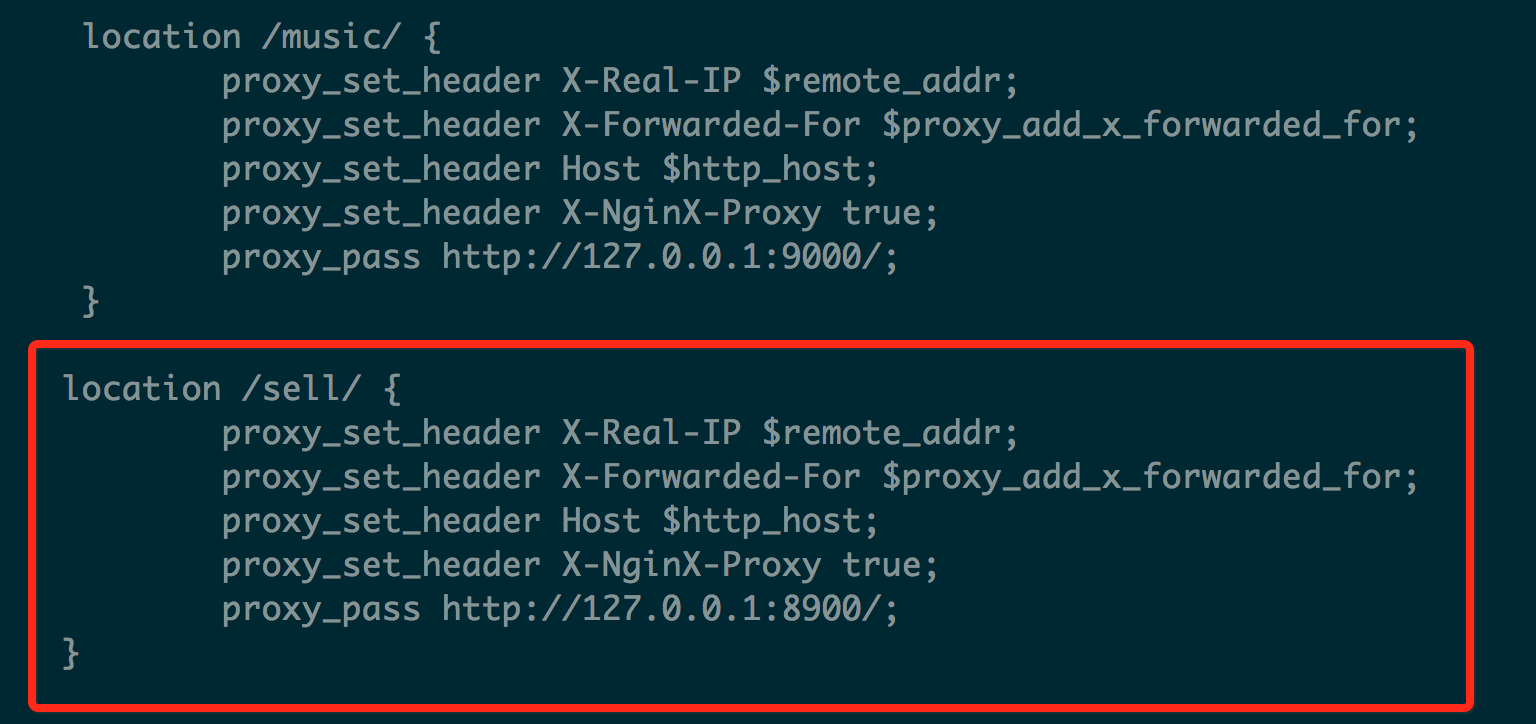 location /music/ {
proxy_set_header X-Real-IP $remote_addr;
proxy_set_header X-Forwarded-For $proxy_add_x_forwarded_for;
proxy_set_header Host $http_host;
proxy_set_header X-NginX-Proxy true;
proxy_pass http://127.0.0.1:9000/;
}
location /sell/ {
proxy_set_header X-Real-IP $remote_addr;
proxy_set_header X-Forwarded-For $proxy_add_x_forwarded_for;
proxy_set_header Host $http_host;
proxy_set_header X-NginX-Proxy true;
proxy_pass http://127.0.0.1:8900/;
}